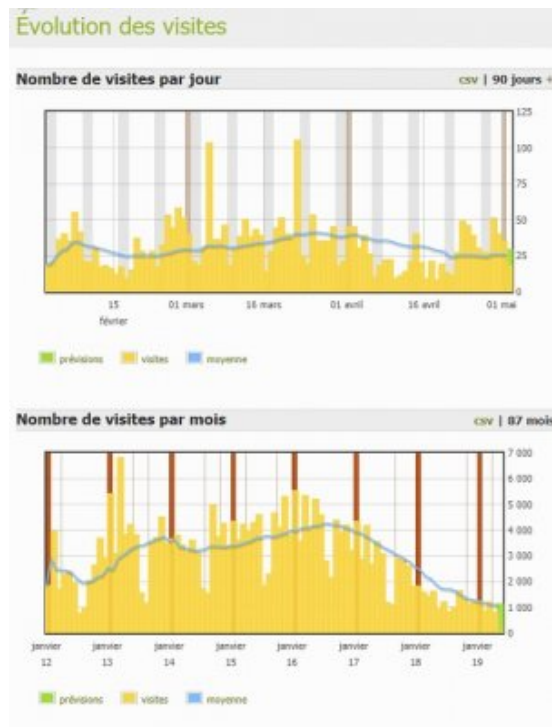 Évolution des visites
Nombre de visites par jour csv | 90 jours
125
100
75
50
25
0
15 01 mars 16 mars 01 avril 16 avril 01 mai
février
prévisions visites moyenne
Nombre de visites par mois csv | 87 mois
7 000
6 000
5 000
4 000
3 000
2 000
1 000
0
janvier janvier janvier janvier janvier janvier janvier janvier
12 13 14 15 16 17 18 19
prévisions visites moyenne